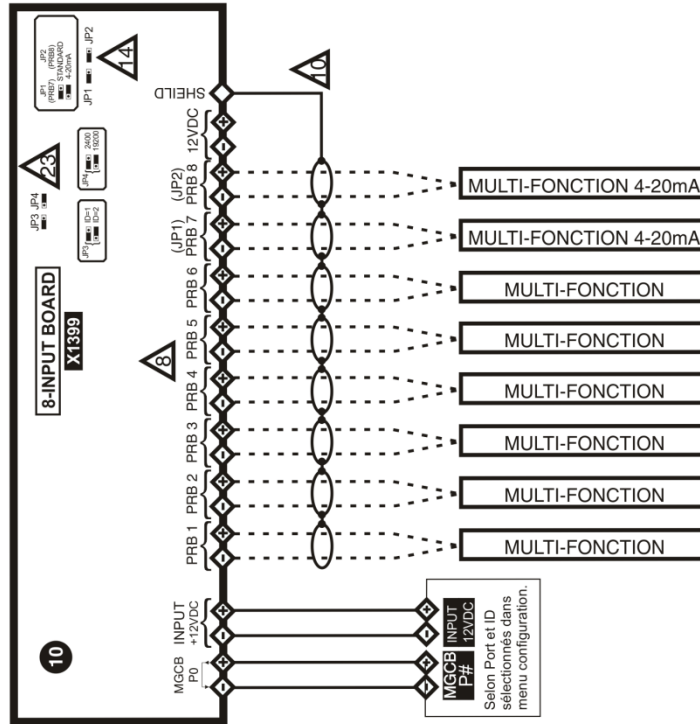 JP1 (PRB7)
JP2 (PRB8)
STANDARD
4-20mA
JP1
JP2
14
23
JP3
JP4
JP4
2400
19200
JP3
ID=1
ID=2
8-INPUT BOARD
X1399
10
SHEILD
10
12VDC
+
-
(JP2)
PRB 8
+
-
MULTI-FONCTION 4-20mA
(JP1)
PRB 7
+
-
MULTI-FONCTION 4-20mA
PRB 6
+
-
MULTI-FONCTION
PRB 5
+
-
MULTI-FONCTION
8
PRB 4
+
-
MULTI-FONCTION
PRB 3
+
-
MULTI-FONCTION
PRB 2
+
-
MULTI-FONCTION
PRB 1
+
-
MULTI-FONCTION
INPUT
+12VDC
+
-
+
-
INPUT
12VDC
MGCB
P0
+
-
+
-
MGCB
P#
Selon Port et ID
sélectionnés dans
menu configuration.